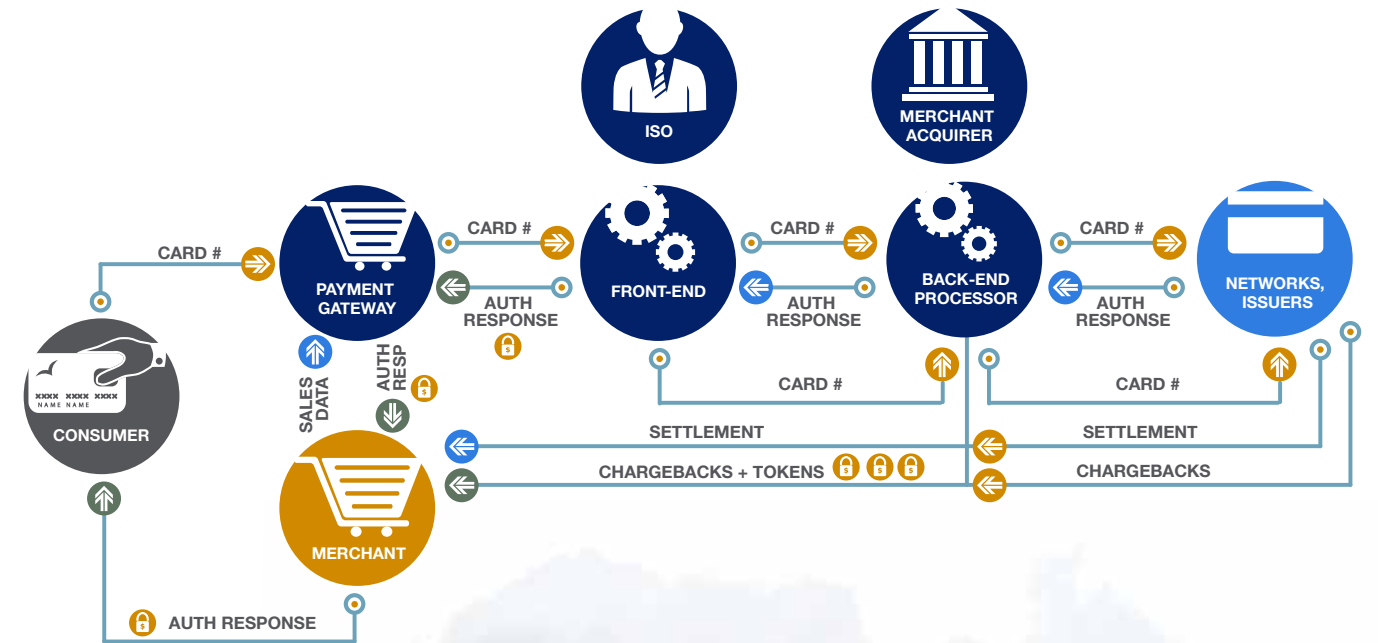 ISO
MERCHANT
ACQUIRER
CARD #
CARD #
CARD #
CARD #
PAYMENT
GATEWAY
FRONT-END
BACK-END
PROCESSOR
NETWORKS,
ISSUERS
AUTH
RESPONSE
AUTH
RESPONSE
AUTH
RESPONSE
XXXX XXXX XXXX
NAME NAME
CONSUMER
SALES
DATA
AUTH
RESP
CARD #
CARD #
SETTLEMENT
SETTLEMENT
CHARGEBACKS + TOKENS
CHARGEBACKS
MERCHANT
AUTH RESPONSE